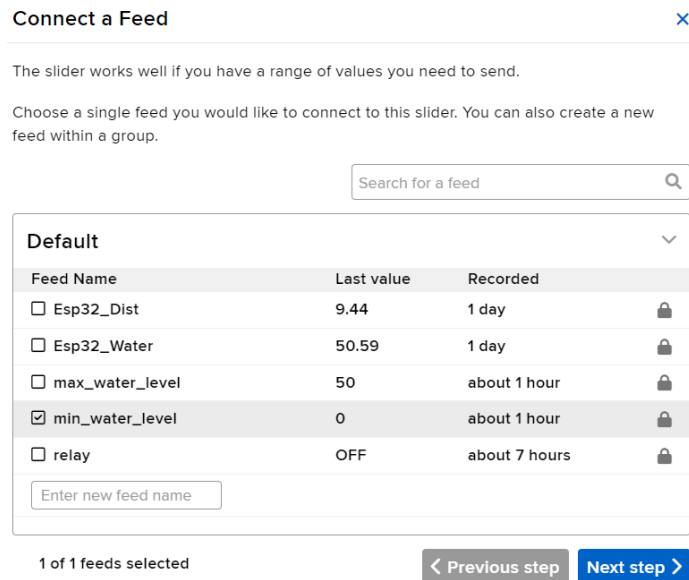 Connect a Feed
The slider works well if you have a range of values you need to send.
Choose a single feed you would like to connect to this slider. You can also create a new
feed within a group.
Search for a feed
Default
Feed Name Last value Recorded
Esp32_Dist 9.44 1 day
Esp32_Water 50.59 1 day
max_water_level 50 about 1 hour
min_water_level 0 about 1 hour
relay OFF about 7 hours
Enter new feed name
1 of 1 feeds selected Previous step Next step